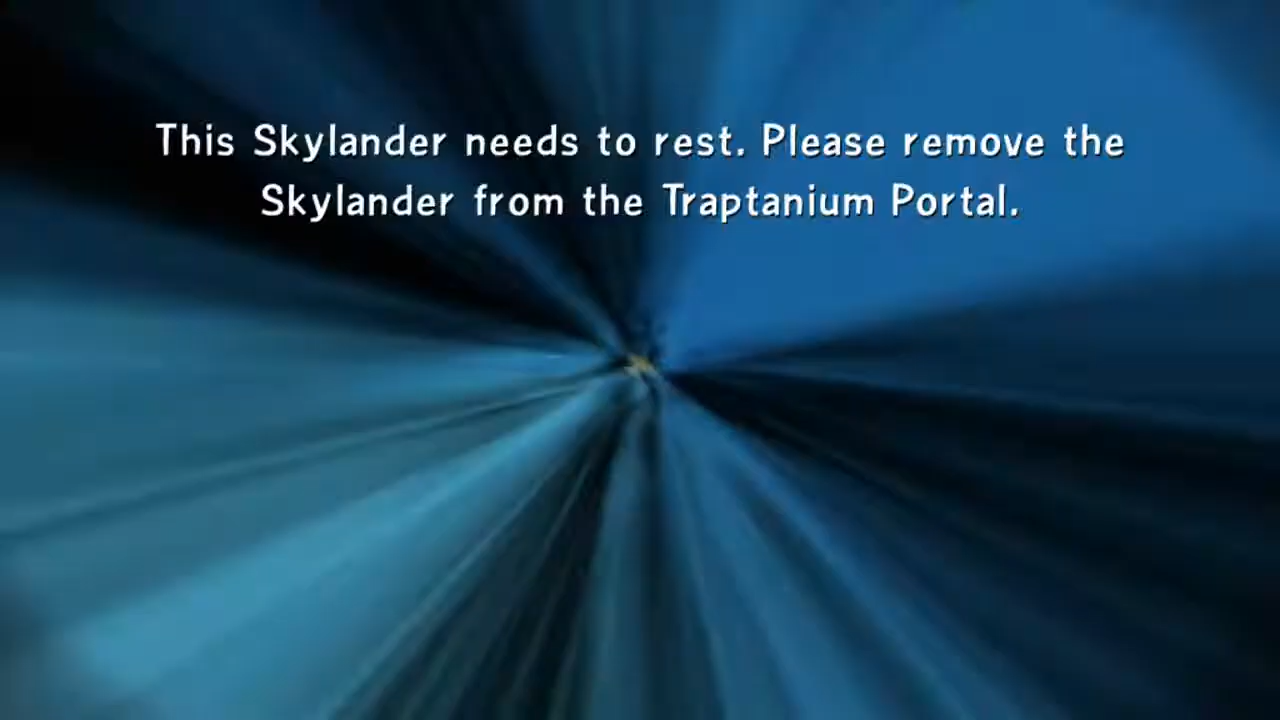 This Skylander needs to rest. Please remove the
Skylander from the Traptanium Portal.